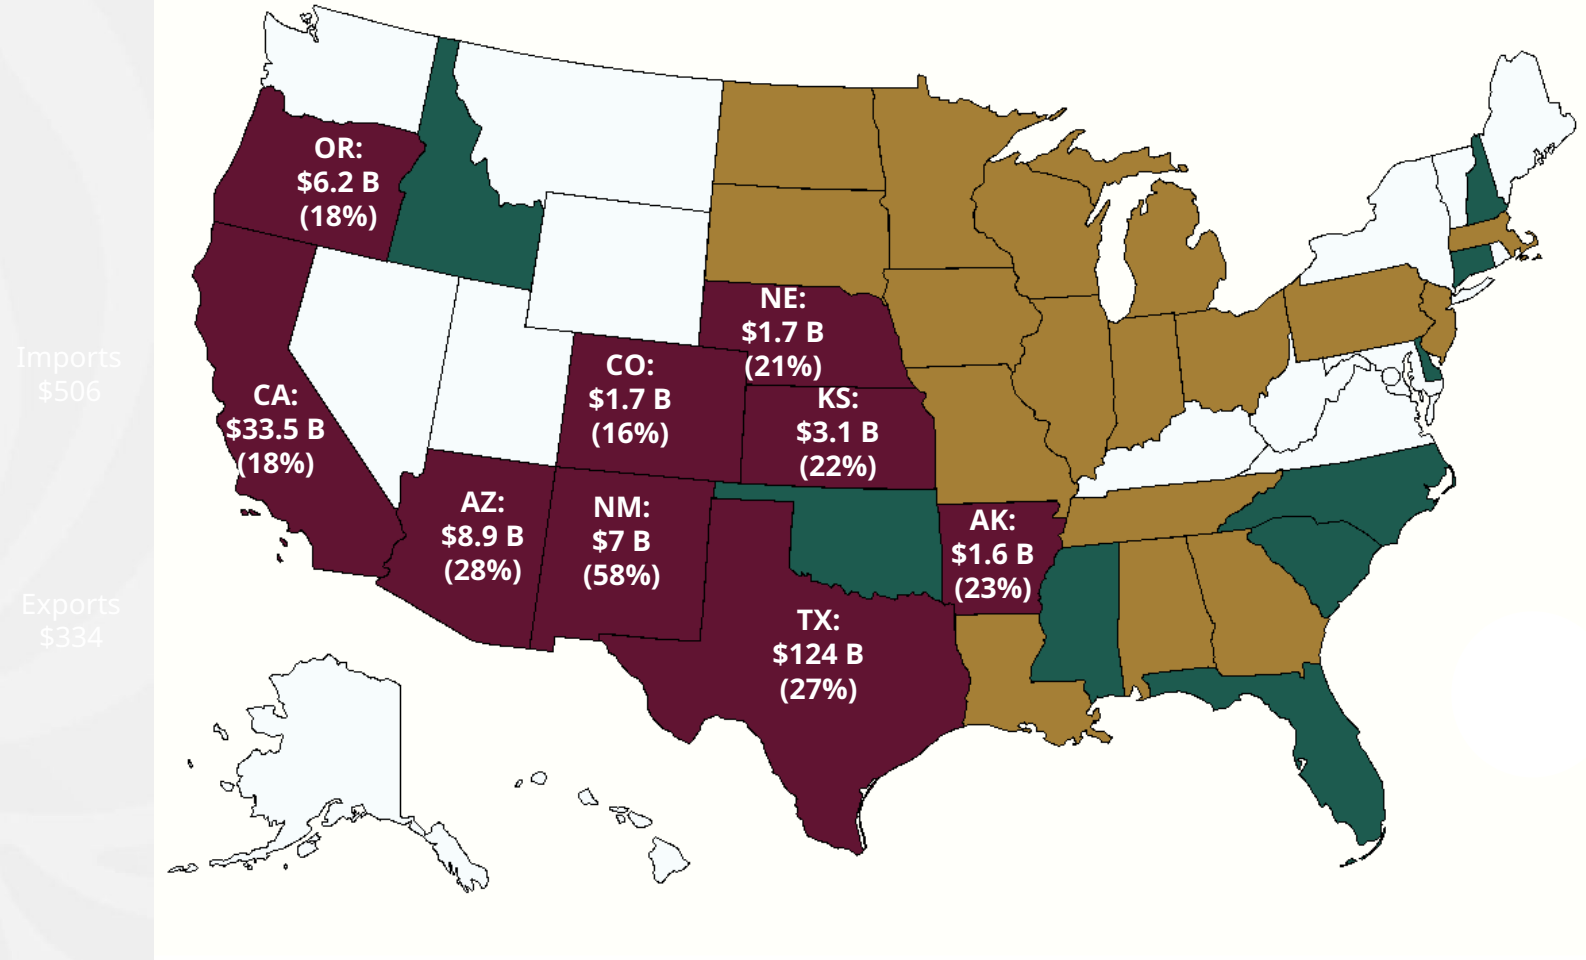 Imports
$506
Exports
$334
OR:
$6.2 B
(18%)
CA:
$33.5 B
(18%)
NE:
$1.7 B
(21%)
CO:
$1.7 B
(16%)
KS:
$3.1 B
(22%)
AZ:
$8.9 B
(28%)
NM:
$7 B
(58%)
AK:
$1.6 B
(23%)
TX:
$124 B
(27%)